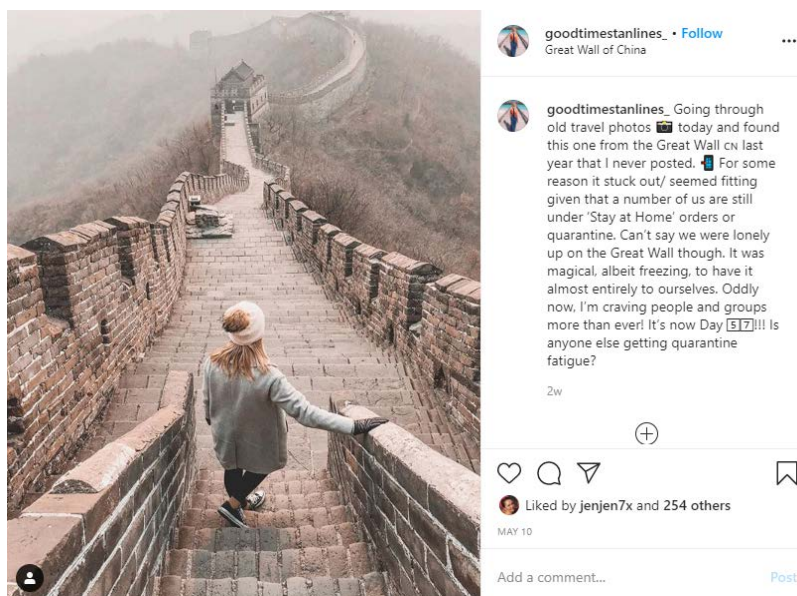 goodtimestanlines_ • Follow
Great Wall of China
goodtimestanlines_ Going through
old travel photos 📷 today and found
this one from the Great Wall CN last
year that I never posted. 📲 For some
reason it stuck out/ seemed fitting
given that a number of us are still
under 'Stay at Home' orders or
quarantine. Can't say we were lonely
up on the Great Wall though. It was
magical, albeit freezing, to have it
almost entirely to ourselves. Oddly
now, I'm craving people and groups
more than ever! It's now Day 5️⃣7️⃣!!! Is
anyone else getting quarantine
fatigue?
2w
Liked by jenjen7x and 254 others
MAY 10
Add a comment...
Post